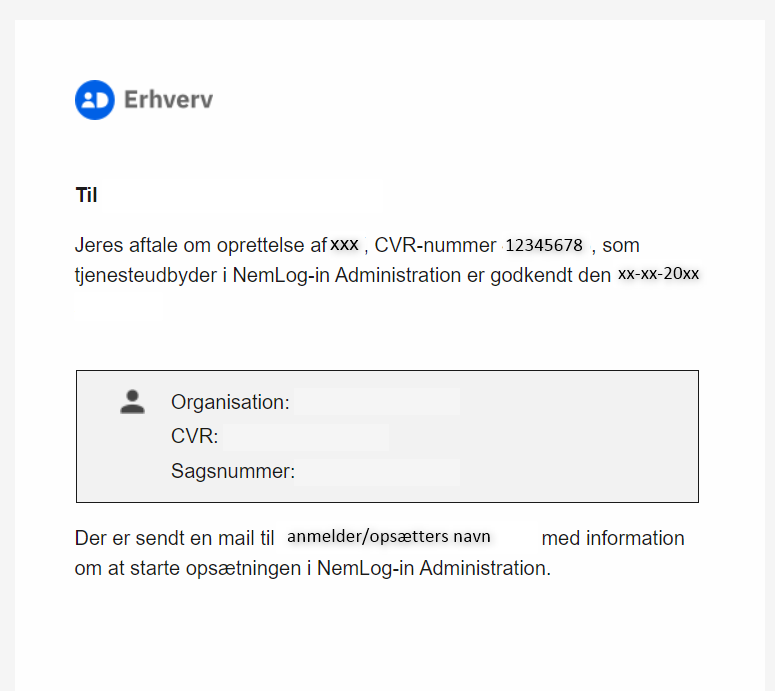 Erhverv
Til
Jeres aftale om oprettelse af xxx , CVR-nummer 12345678 , som
tjenesteudbyder i NemLog-in Administration er godkendt den xx-xx-20xx
Organisation:
CVR:
Sagsnummer:
Der er sendt en mail til anmelder/opsætters navn med information
om at starte opsætningen i NemLog-in Administration.